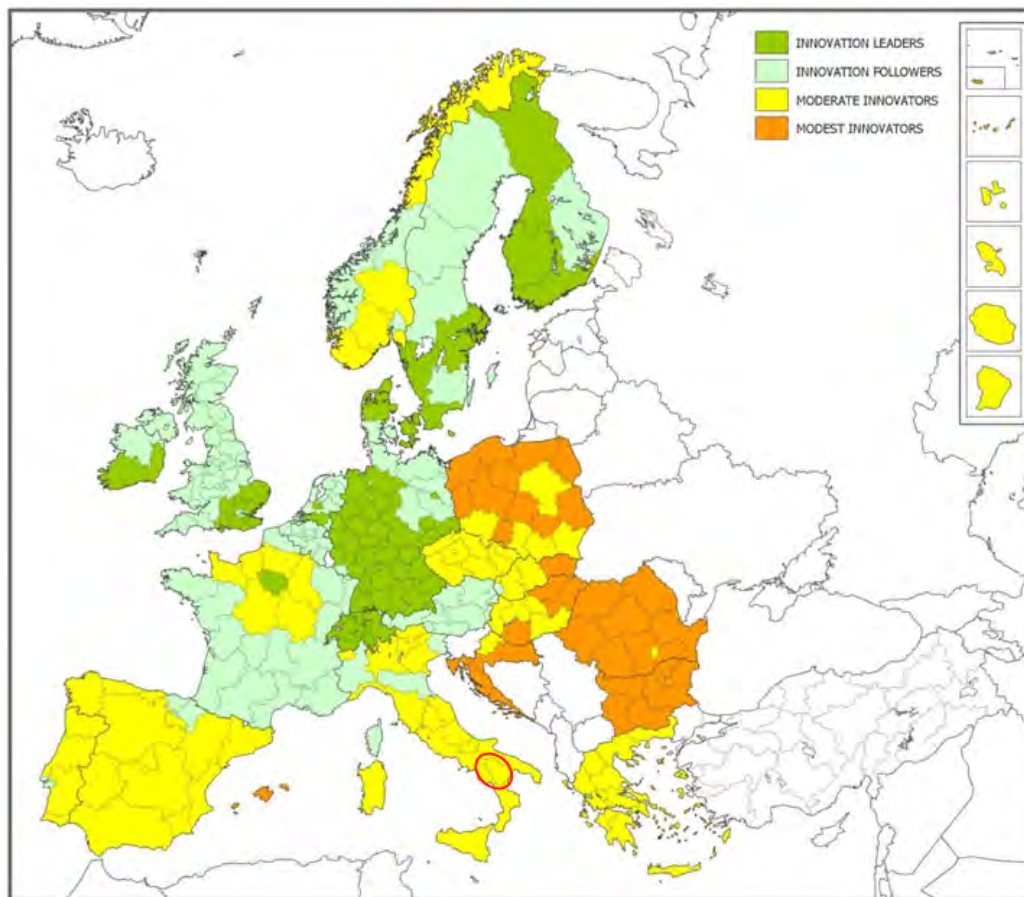 INNOVATION LEADERS
INNOVATION FOLLOWERS
MODERATE INNOVATORS
MODEST INNOVATORS